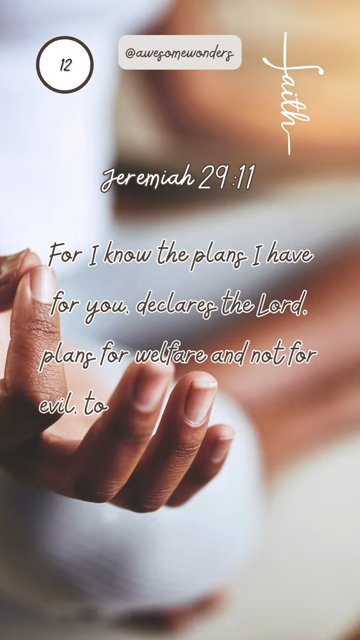 12
@awesomewonders
faith
Jeremiah 29:11
For I know the plans I have
for you, declares the Lord,
plans for welfare and not for
evil, to